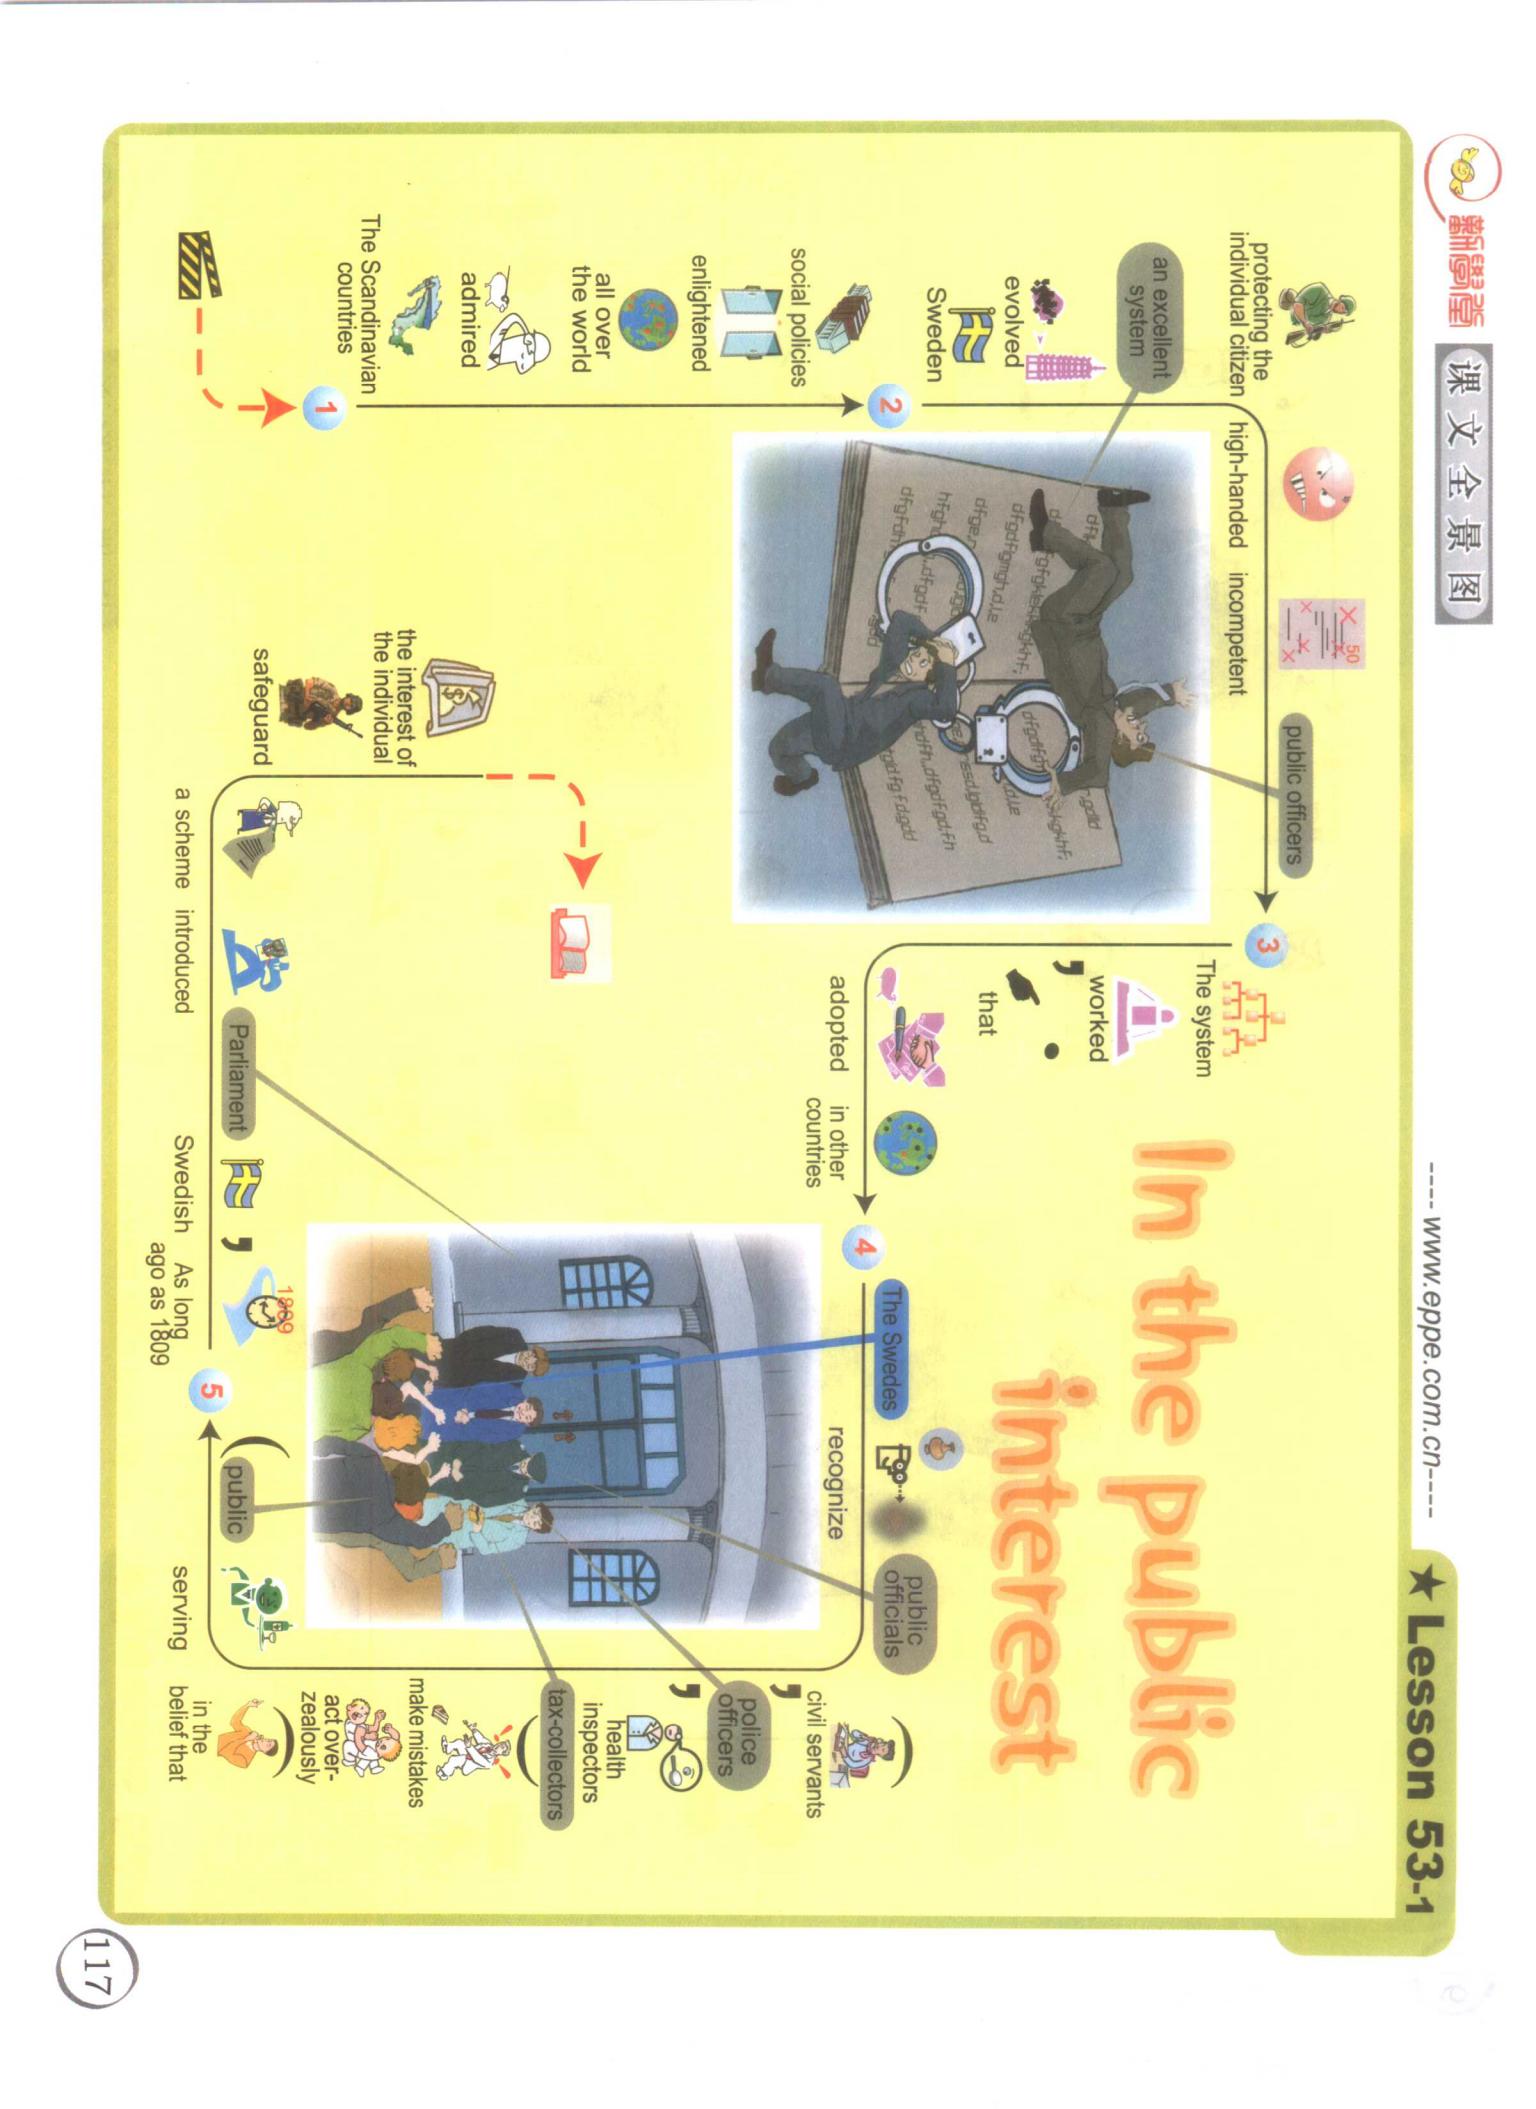 新學堂
课文全景图
----www.eppe.com.cn----
★Lesson 53-1
In the public
interest
1
The Scandinavian
countries
admired
all over
the world
enlightened
social policies
2
Sweden
evolved
an excellent
system
protecting the
individual citizen
high-handed
incompetent
50
public officers
3
The system
worked
,
that
adopted
in other
countries
4
The Swedes
recognize
public
officials
(
civil servants
,
police
officers
,
health
inspectors
tax-collectors
)
make mistakes
act over-
zealously
in the
belief that
serving
public
5
1809
As long
ago as 1809
,
Swedish
Parliament
introduced
a scheme
safeguard
the interest of
the individual
117